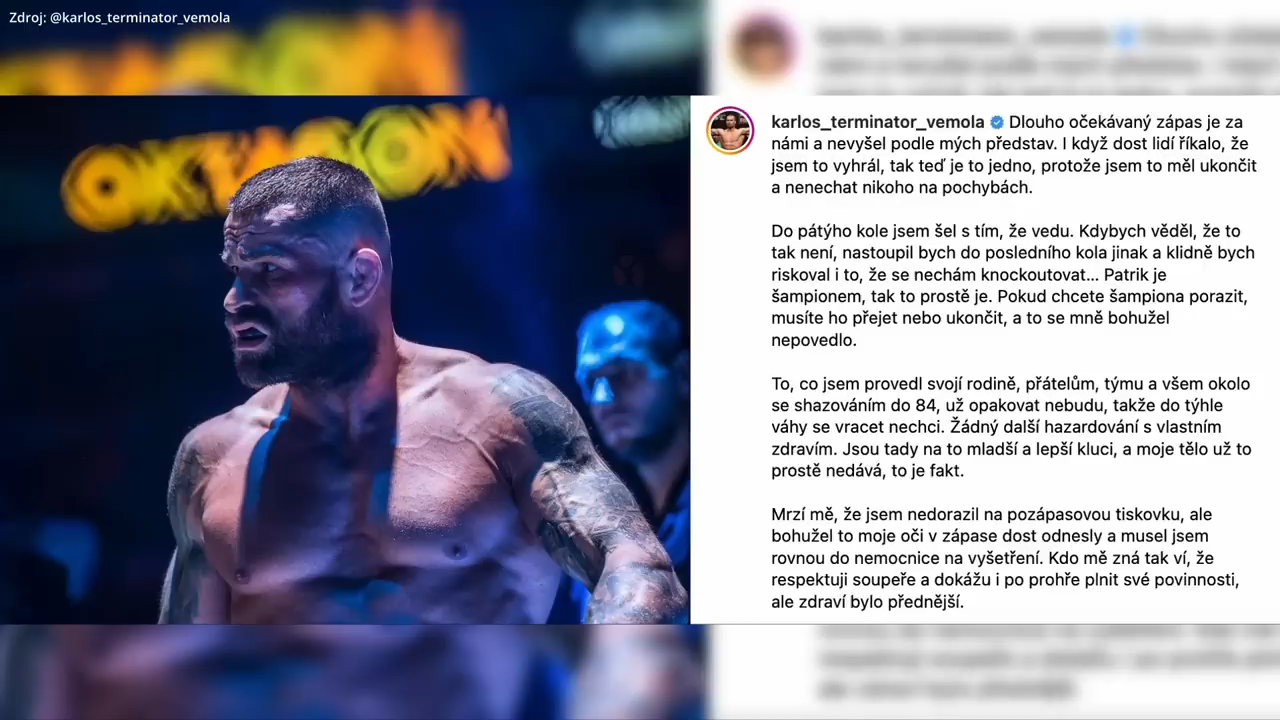 Zdroj: @karlos_terminator_vemola
OKTAGON
karlos_terminator_vemola Dlouho očekávaný zápas je za
námi a nevyšel podle mých představ. I když dost lidí říkalo, že
jsem to vyhrál, tak teď je to jedno, protože jsem to měl ukončit
a nenechat nikoho na pochybách.
Do pátýho kole jsem šel s tím, že vedu. Kdybych věděl, že to
tak není, nastoupil bych do posledního kola jinak a klidně bych
riskoval i to, že se nechám knockoutovat... Patrik je
šampionem, tak to prostě je. Pokud chcete šampiona porazit,
musíte ho přejet nebo ukončit, a to se mně bohužel
nepovedlo.
To, co jsem provedl svojí rodině, přátelům, týmu a všem okolo
se shazováním do 84, už opakovat nebudu, takže do týhle
váhy se vracet nechci. Žádný další hazardování s vlastním
zdravím. Jsou tady na to mladší a lepší kluci, a moje tělo už to
prostě nedává, to je fakt.
Mrzí mě, že jsem nedorazil na pozápasovou tiskovku, ale
bohužel to moje oči v zápase dost odnesly a musel jsem
rovnou do nemocnice na vyšetření. Kdo mě zná tak ví, že
respektuji soupeře a dokážu i po prohře plnit své povinnosti,
ale zdraví bylo přednější.